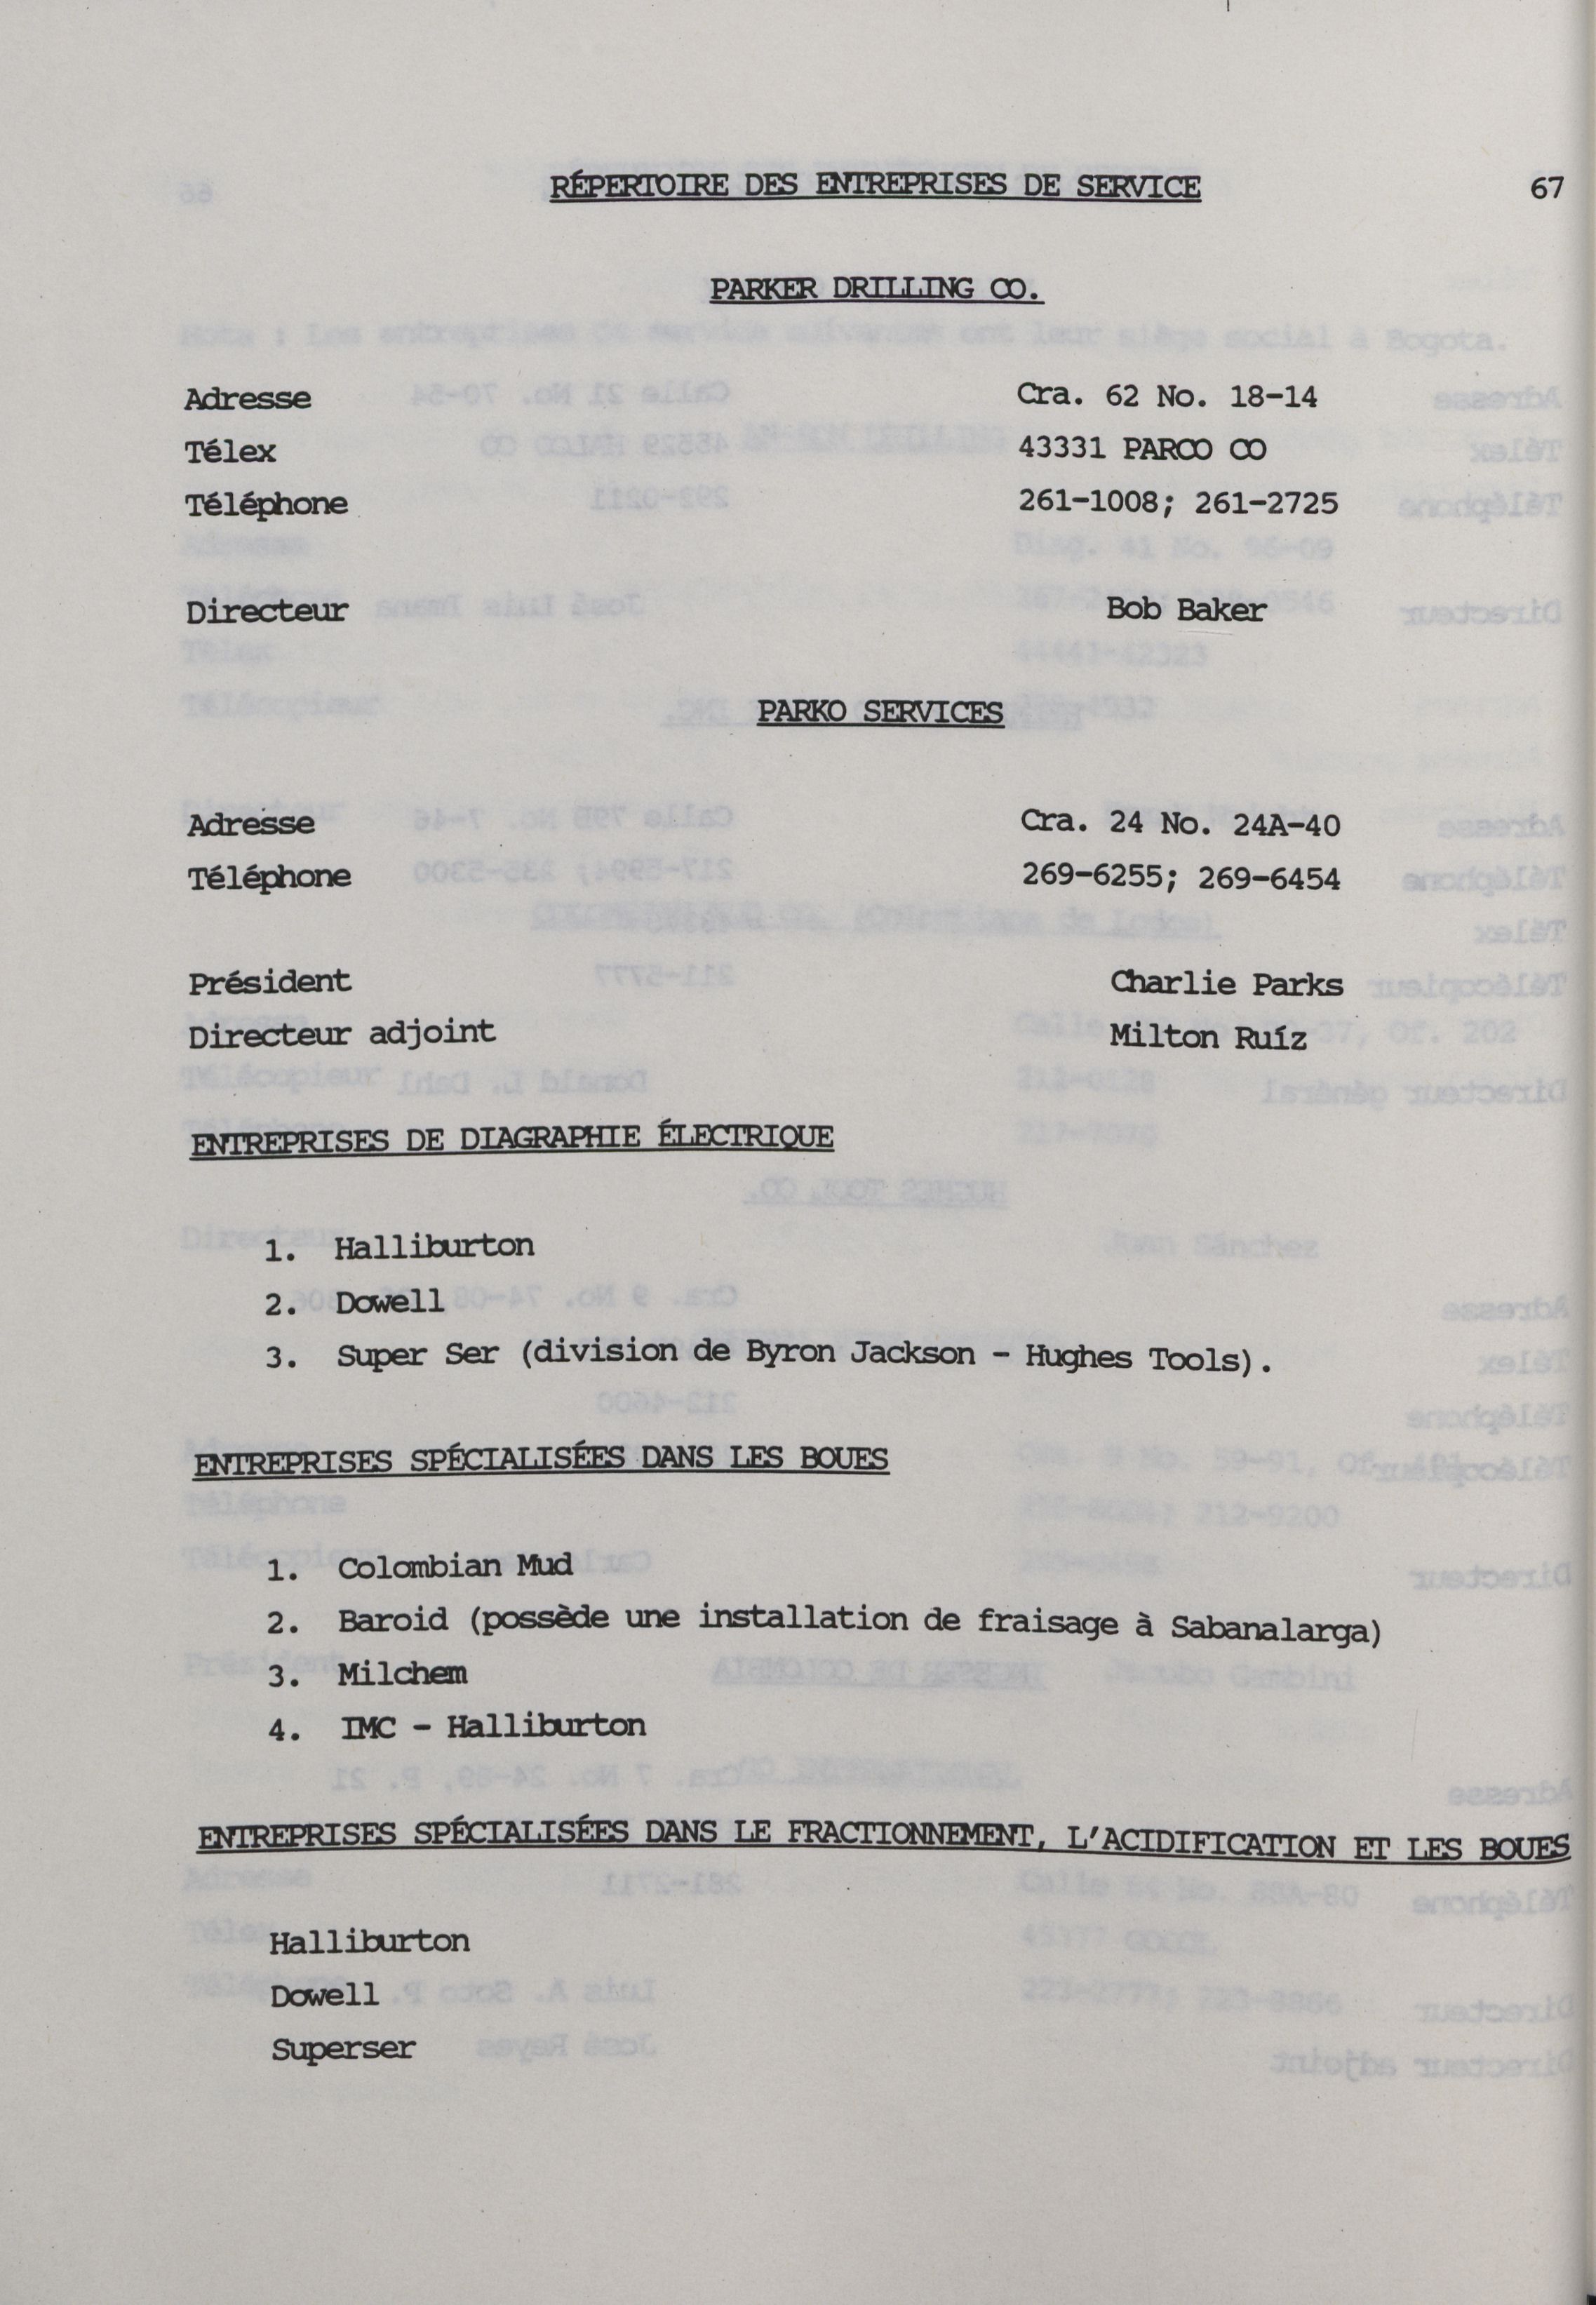 RÉPERTOIRE DES ENTREPRISES DE SERVICE 67
PARKER DRILLING CO.
Adresse Cra. 62 No. 18-14
Télex 43331 PARCO CO
Téléphone 261-1008; 261-2725
Directeur Bob Baker
PARKO SERVICES
Adresse Cra. 24 No. 24A-40
Téléphone 269-6255; 269-6454
Président Charlie Parks
Directeur adjoint Milton Ruíz
ENTREPRISES DE DIAGRAPHIE ÉLECTRIQUE
1. Halliburton
2. Dowell
3. Super Ser (division de Byron Jackson - Hughes Tools).
ENTREPRISES SPÉCIALISÉES DANS LES BOUES
1. Colombian Mud
2. Baroid (possède une installation de fraisage à Sabanalarga)
3. Milchem
4. IMC - Halliburton
ENTREPRISES SPÉCIALISÉES DANS LE FRACTIONNEMENT, L'ACIDIFICATION ET LES BOUES
Halliburton
Dowell
Superser